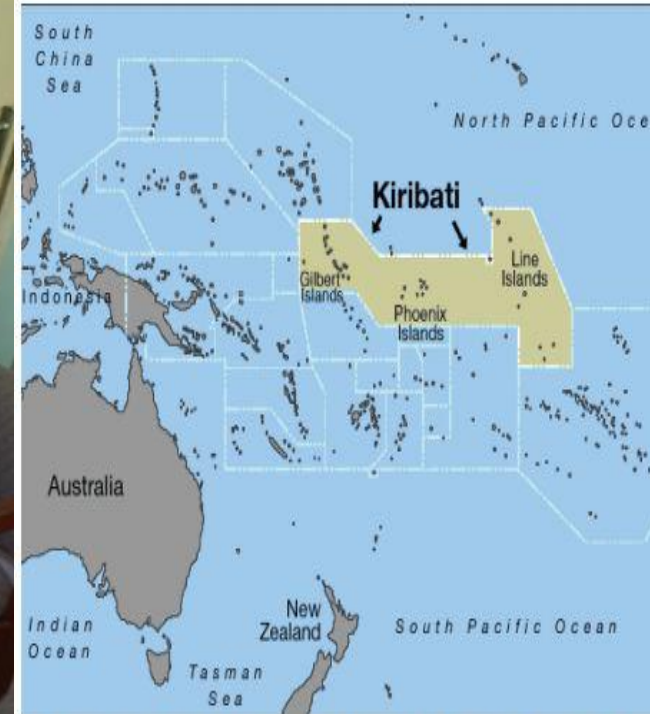 South
China
Sea
North Pacific Oce
Kiribati
Line
Islands
Gilbert
Islands
Indonesia
Phoenix
Islands
Australia
New
Zealand
South Pacific Ocean
Indian
Ocean
Tasman
Sea